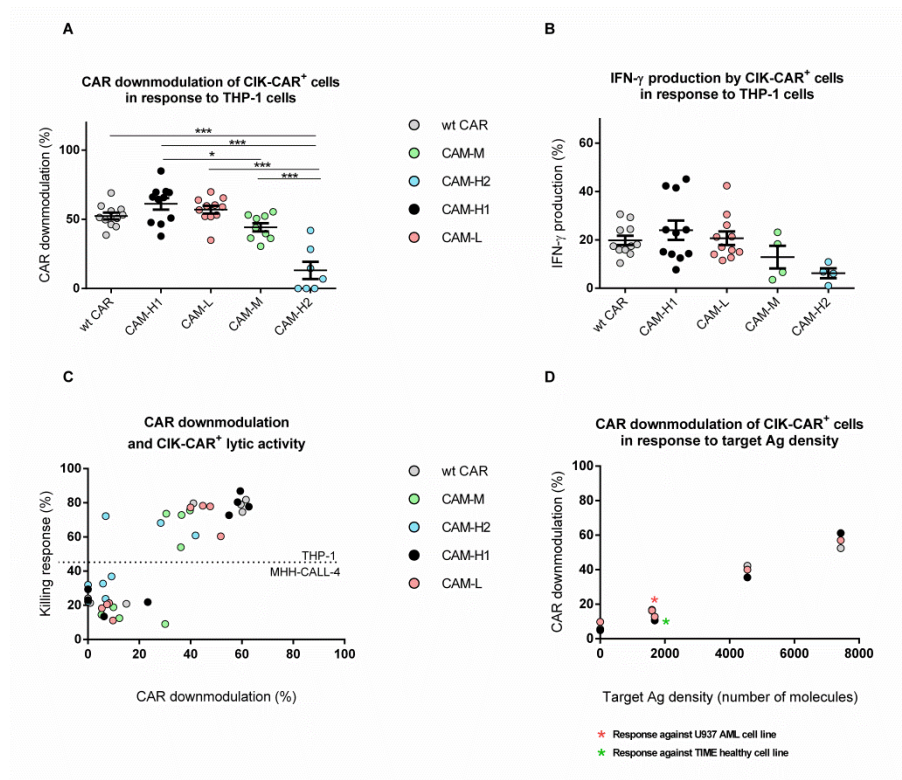 A
B
CAR downmodulation of CIK-CAR+ cells
in response to THP-1 cells
IFN-γ production by CIK-CAR+ cells
in response to THP-1 cells
CAR downmodulation (%)
100
50
0
***
***
*
***
***
wt CAR
CAM-H1
CAM-L
CAM-M
CAM-H2
wt CAR
CAM-M
CAM-H2
CAM-H1
CAM-L
IFN-γ production (%)
60
40
20
0
wt CAR
CAM-H1
CAM-L
CAM-M
CAM-H2
C
D
CAR downmodulation
and CIK-CAR+ lytic activity
CAR downmodulation of CIK-CAR+ cells
in response to target Ag density
Killing response (%)
100
80
60
40
20
0
THP-1
MHH-CALL-4
0
20
40
60
80
100
CAR downmodulation (%)
wt CAR
CAM-M
CAM-H2
CAM-H1
CAM-L
CAR downmodulation (%)
100
80
60
40
20
0
*
*
0
2000
4000
6000
8000
Target Ag density (number of molecules)
* Response against U937 AML cell line
* Response against TIME healthy cell line